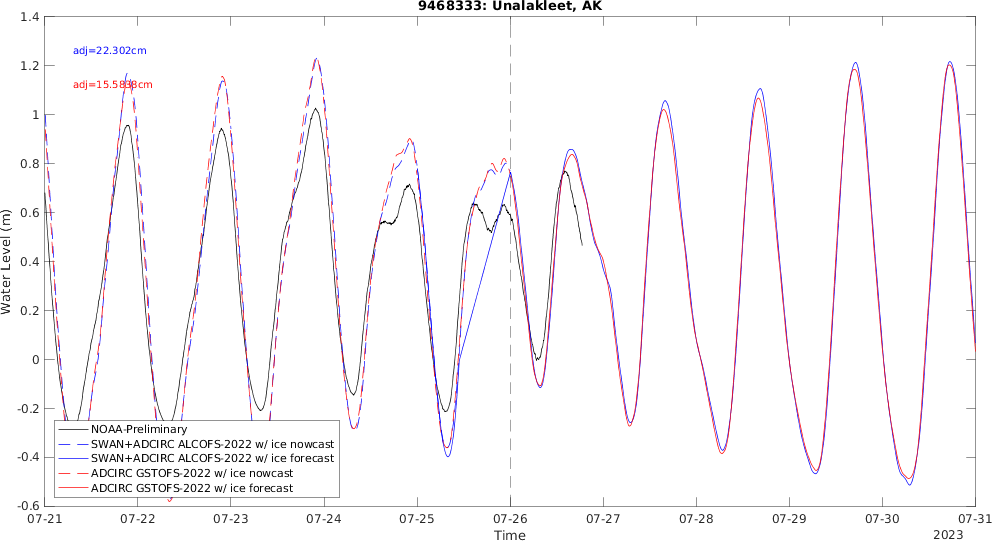 9468333: Unalakleet, AK
1.4
1.2
1
0.8
0.6
0.4
0.2
0
-0.2
-0.4
-0.6
Water Level (m)
adj=22.302cm
adj=15.5838cm
NOAA-Preliminary
SWAN+ADCIRC ALCOFS-2022 w/ ice nowcast
SWAN+ADCIRC ALCOFS-2022 w/ ice forecast
ADCIRC GSTOFS-2022 w/ ice nowcast
ADCIRC GSTOFS-2022 w/ ice forecast
07-21 07-22 07-23 07-24 07-25 07-26 07-27 07-28 07-29 07-30 07-31
Time
2023